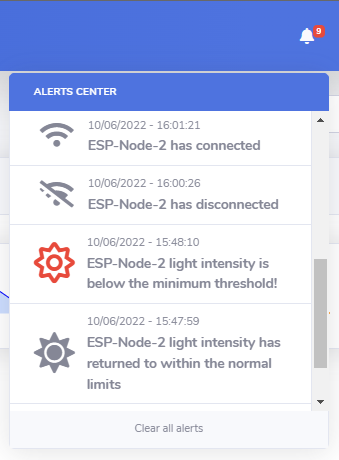 9
ALERTS CENTER
10/06/2022 - 16:01:21
ESP-Node-2 has connected
10/06/2022 - 16:00:26
ESP-Node-2 has disconnected
10/06/2022 - 15:48:10
ESP-Node-2 light intensity is
below the minimum threshold!
10/06/2022 - 15:47:59
ESP-Node-2 light intensity has
returned to within the normal
limits
Clear all alerts